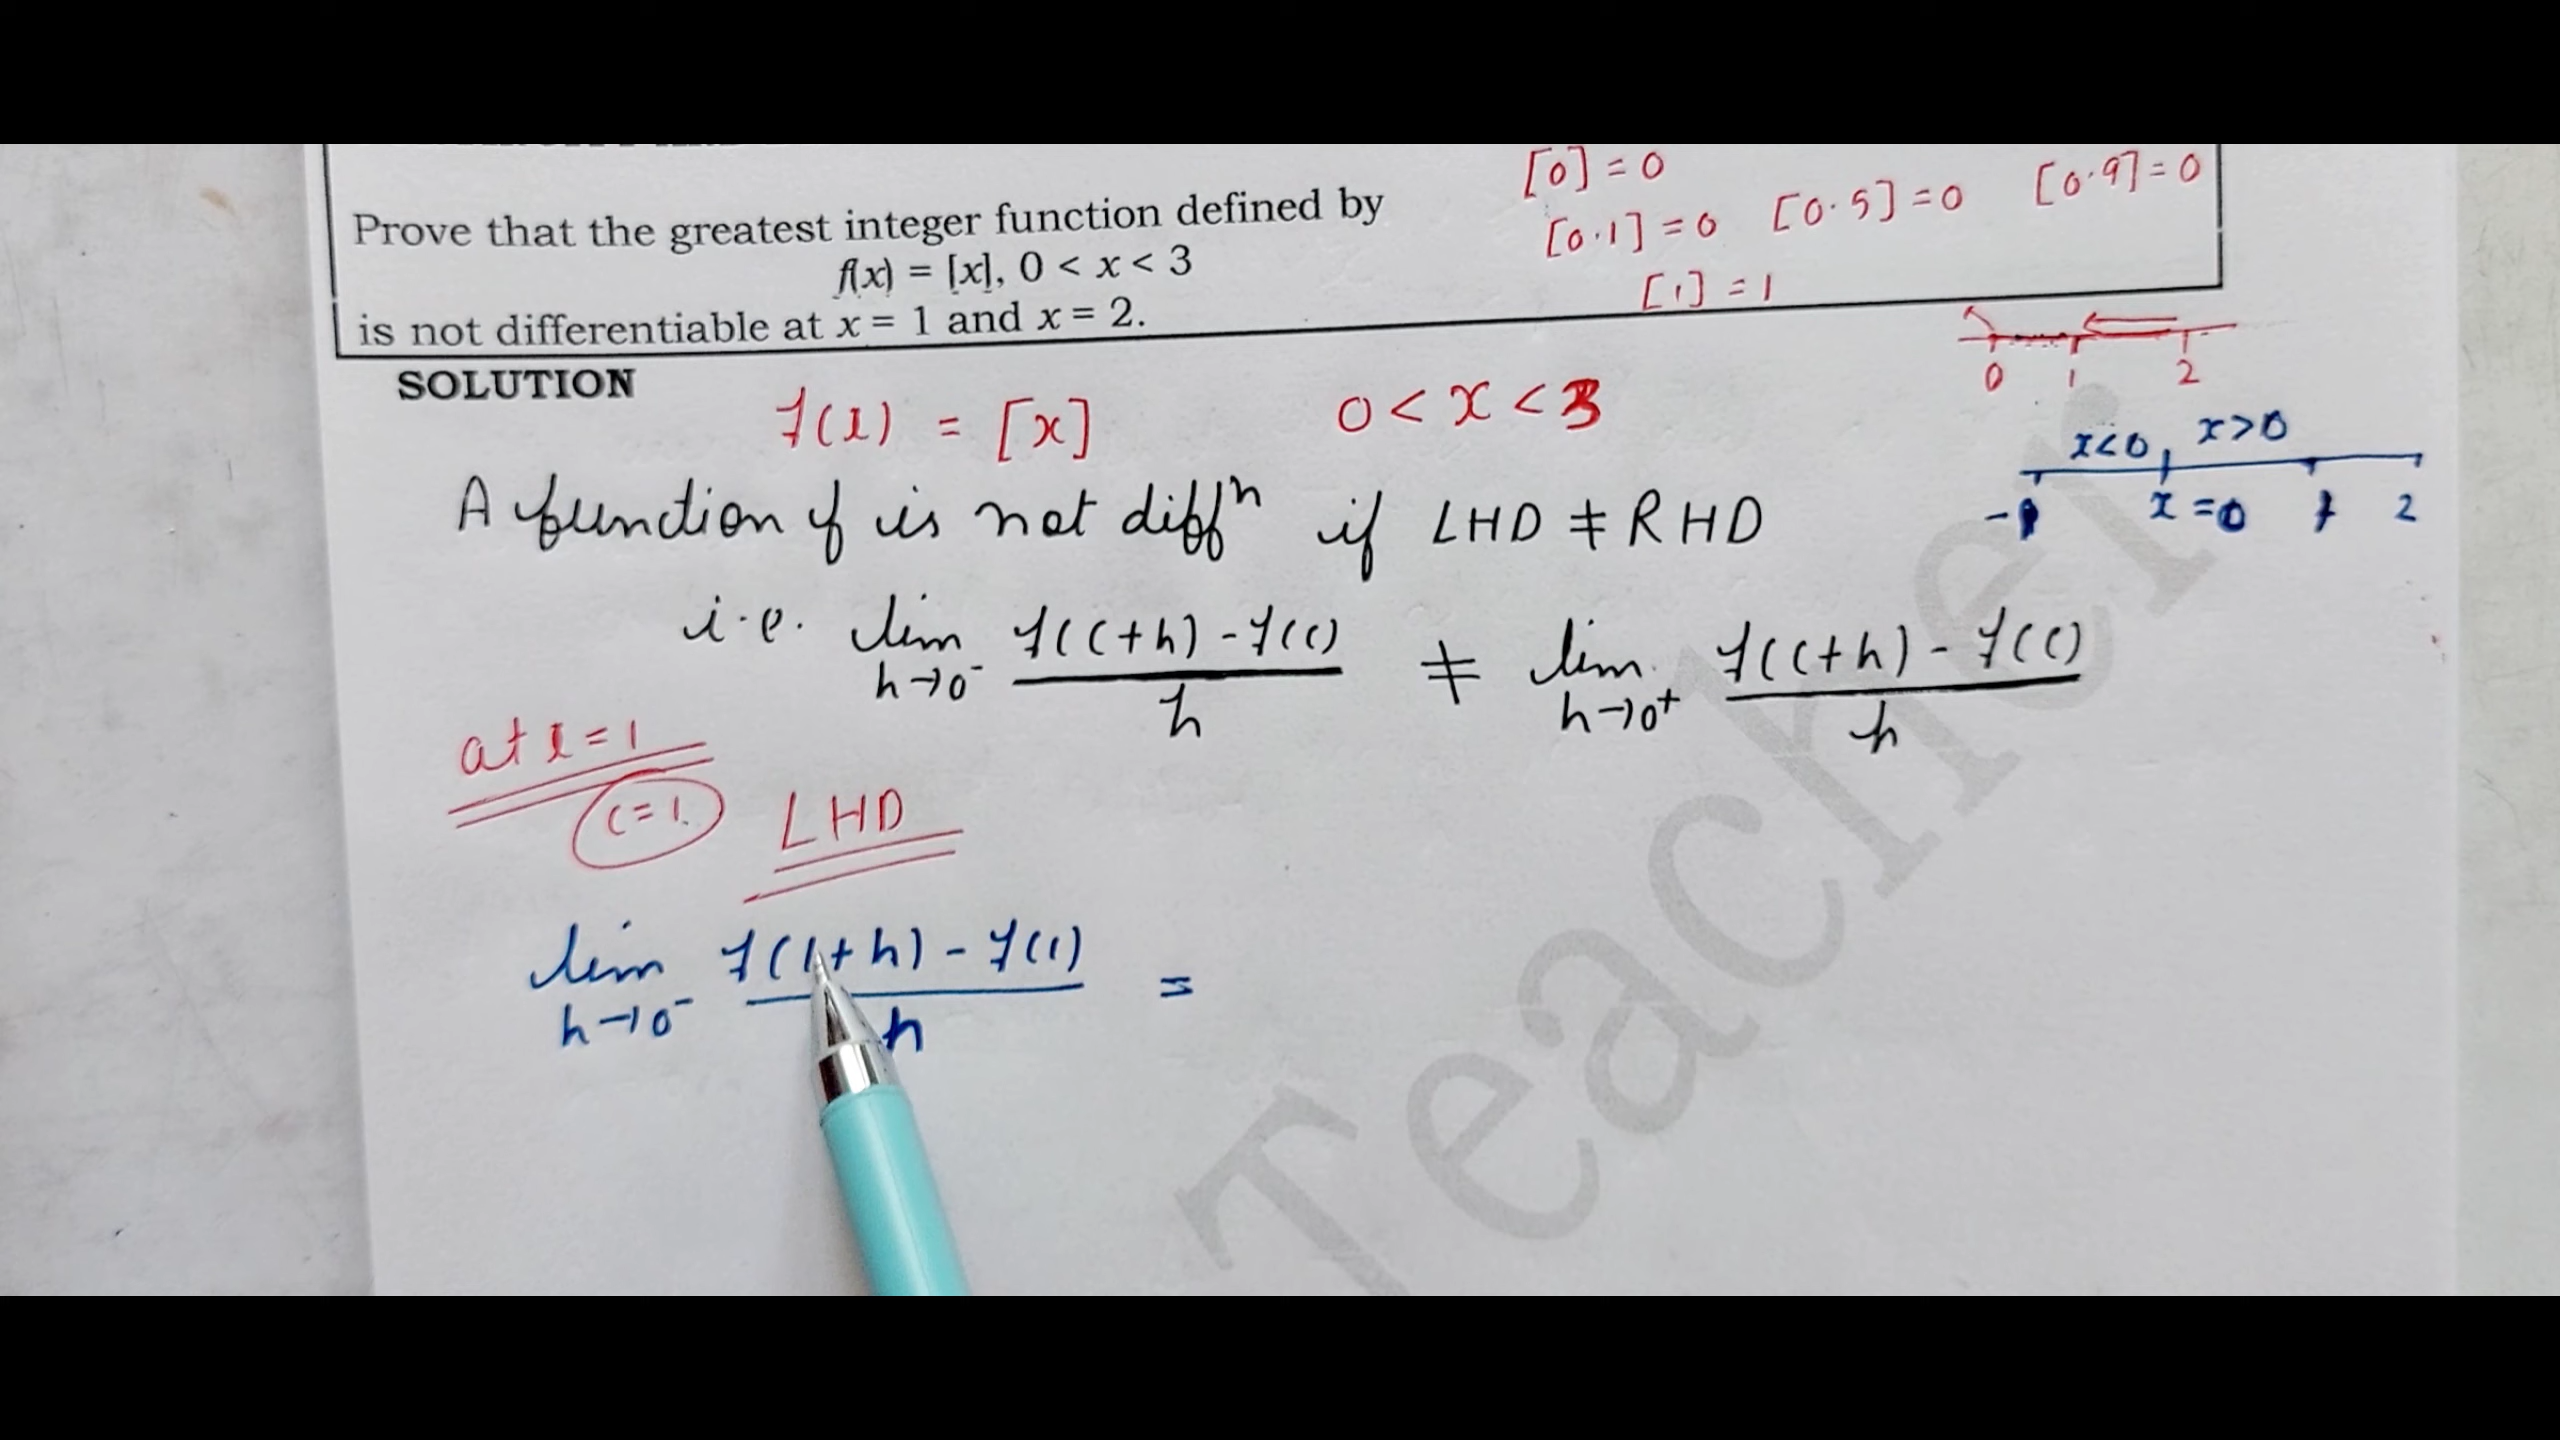 Prove that the greatest integer function defined by
f(x) = [x], 0 < x < 3
is not differentiable at x = 1 and x = 2.
[0] = 0
[0.1] = 0 [0.5] = 0 [0.9] = 0
[1] = 1
0 1 2
SOLUTION
f(x) = [x] 0 < x < 3
x<0, x>0
-1 x = 0 1 2
A function f is not diffⁿ if LHD ≠ RHD
i.e. lim h→0⁻ f(c+h) - f(c) / h ≠ lim h→0⁺ f(c+h) - f(c) / h
at x = 1
c = 1 LHD
lim h→0⁻ f(1+h) - f(1) / h =
Teacher